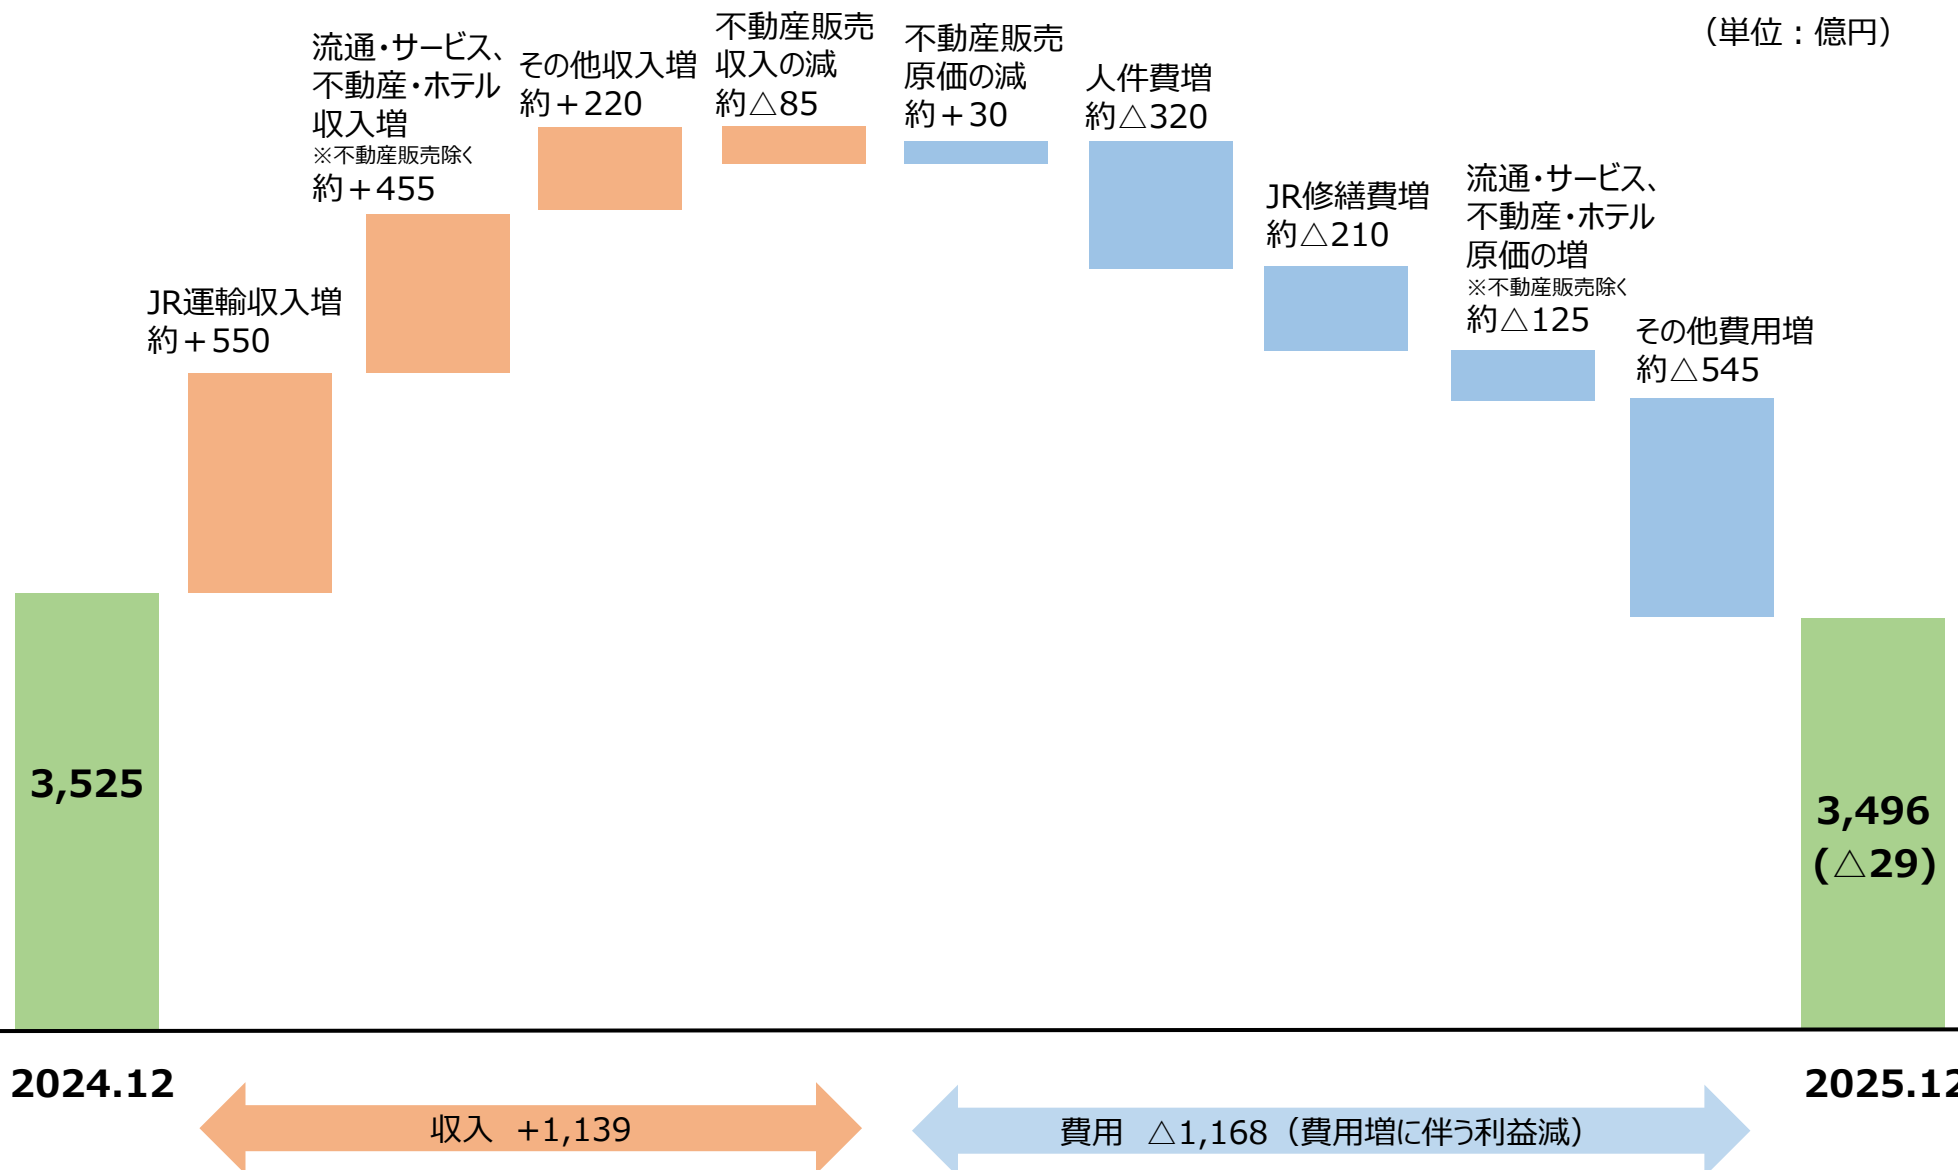 （単位：億円）
JR運輸収入増
約＋550
流通・サービス、
不動産・ホテル
収入増
※不動産販売除く
約＋455
その他収入増
約＋220
不動産販売
収入の減
約△85
不動産販売
原価の減
約＋30
人件費増
約△320
JR修繕費増
約△210
流通・サービス、
不動産・ホテル
原価の増
※不動産販売除く
約△125
その他費用増
約△545
3,525
3,496
(△29)
2024.12
2025.12
収入　+1,139
費用　△1,168（費用増に伴う利益減）